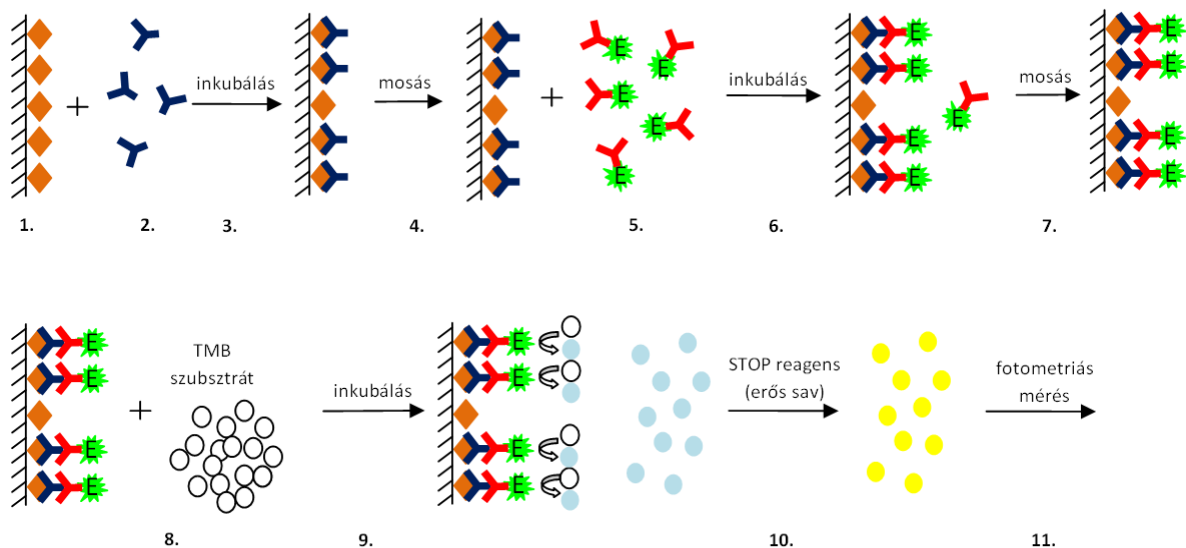 inkubálás
mosás
E
E
E
E
E
inkubálás
E
E
E
E
E
mosás
E
E
E
E
1.
2.
3.
4.
5.
6.
7.
E
E
E
E
TMB
szubsztrát
inkubálás
E
E
E
E
STOP reagens
(erős sav)
fotometriás
mérés
8.
9.
10.
11.